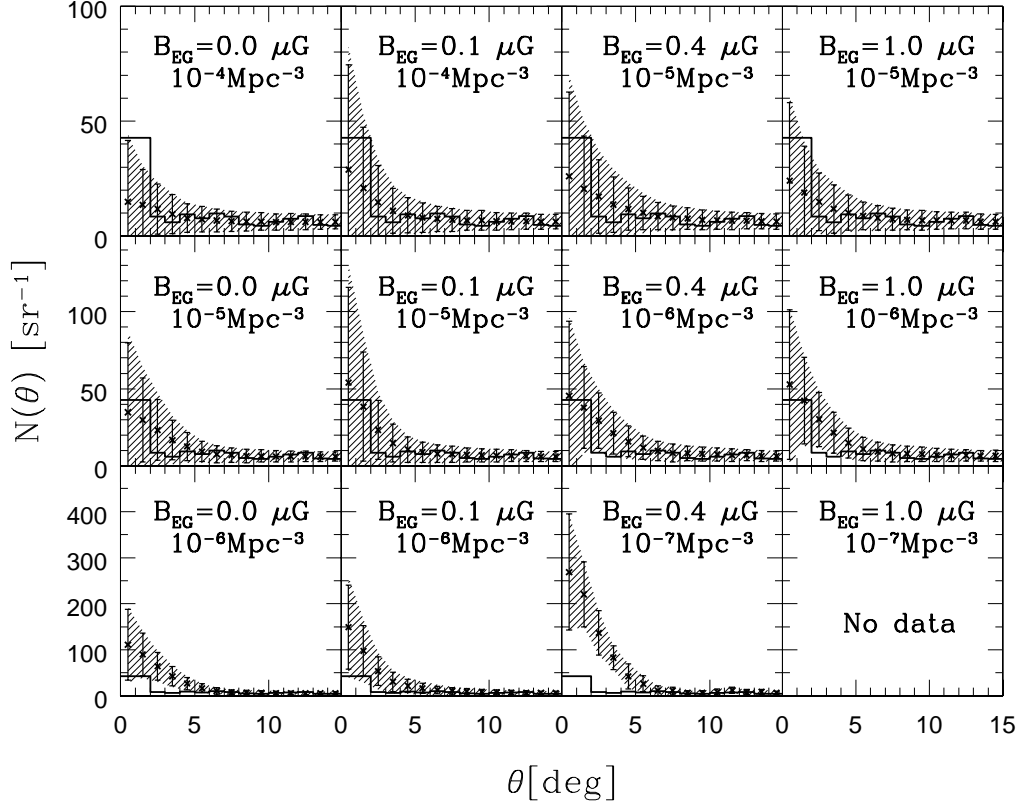 100
B_EG=0.0 μG
10⁻⁴Mpc⁻³
B_EG=0.1 μG
10⁻⁴Mpc⁻³
B_EG=0.4 μG
10⁻⁵Mpc⁻³
B_EG=1.0 μG
10⁻⁵Mpc⁻³
50
0
B_EG=0.0 μG
10⁻⁵Mpc⁻³
B_EG=0.1 μG
10⁻⁵Mpc⁻³
B_EG=0.4 μG
10⁻⁶Mpc⁻³
B_EG=1.0 μG
10⁻⁶Mpc⁻³
100
50
0
N(θ) [sr⁻¹]
B_EG=0.0 μG
10⁻⁶Mpc⁻³
B_EG=0.1 μG
10⁻⁶Mpc⁻³
B_EG=0.4 μG
10⁻⁷Mpc⁻³
B_EG=1.0 μG
10⁻⁷Mpc⁻³
No data
400
300
200
100
0
0 5 10 0 5 10 0 5 10 0 5 10 15
θ[deg]